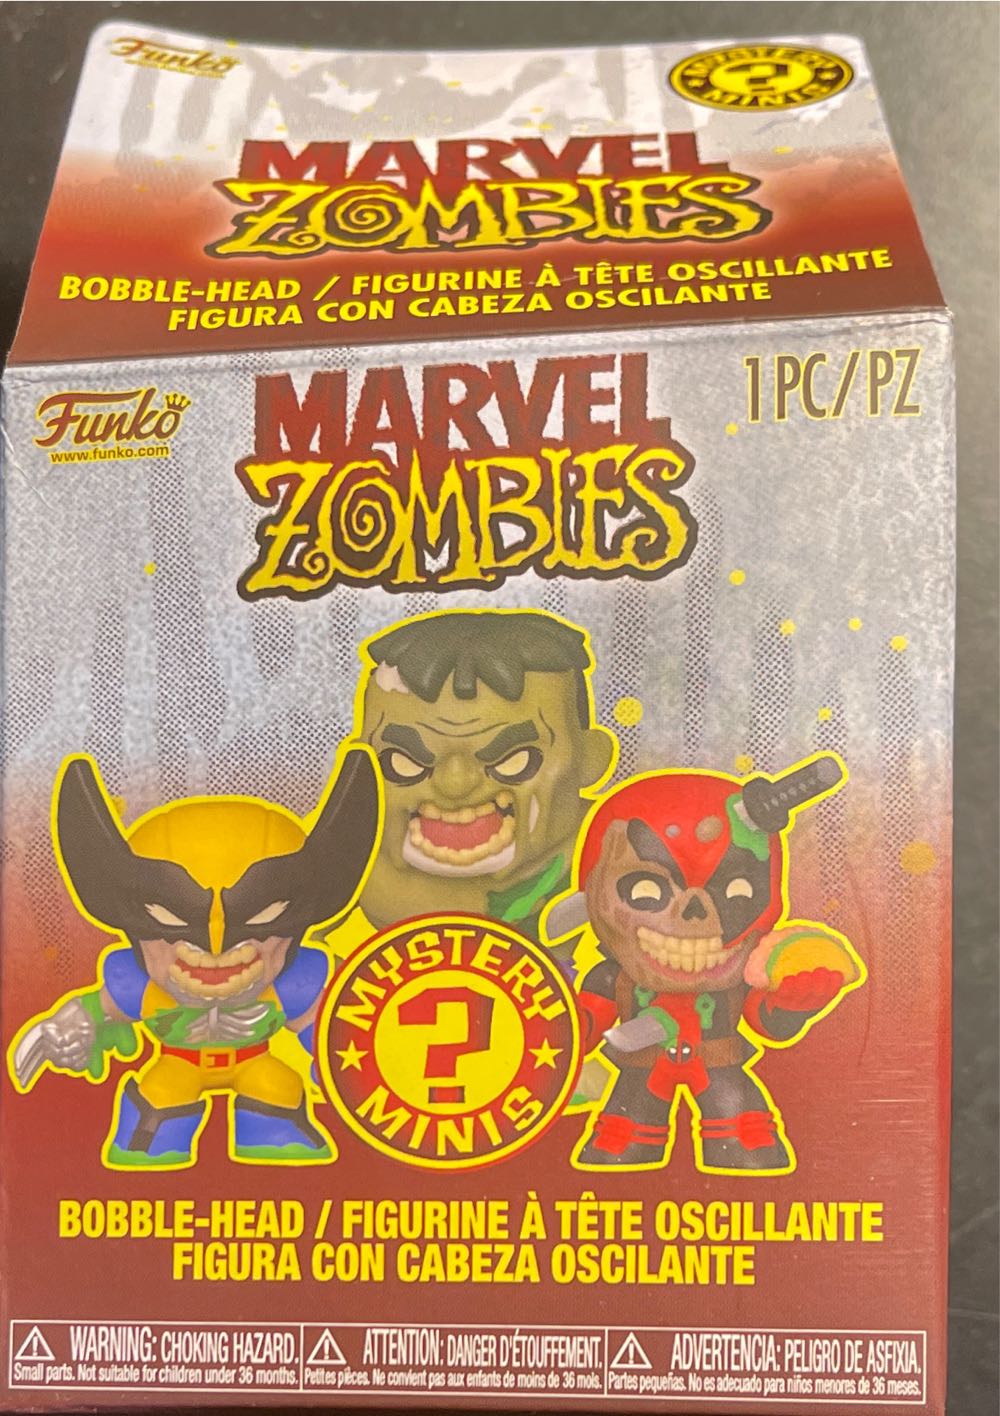 Funko
MYSTERY
?
MINIS
MARVEL
ZOMBIES
BOBBLE-HEAD / FIGURINE À TÊTE OSCILLANTE
FIGURA CON CABEZA OSCILANTE
Funko
www.funko.com
MARVEL
ZOMBIES
1 PC/PZ
MYSTERY
?
MINIS
BOBBLE-HEAD / FIGURINE À TÊTE OSCILLANTE
FIGURA CON CABEZA OSCILANTE
WARNING: CHOKING HAZARD.
Small parts. Not suitable for children under 36 months.
ATTENTION: DANGER D'ÉTOUFFEMENT.
Petites pièces. Ne convient pas aux enfants de moins de 36 mois.
ADVERTENCIA: PELIGRO DE ASFIXIA.
Partes pequeñas. No es adecuado para niños menores de 36 meses.